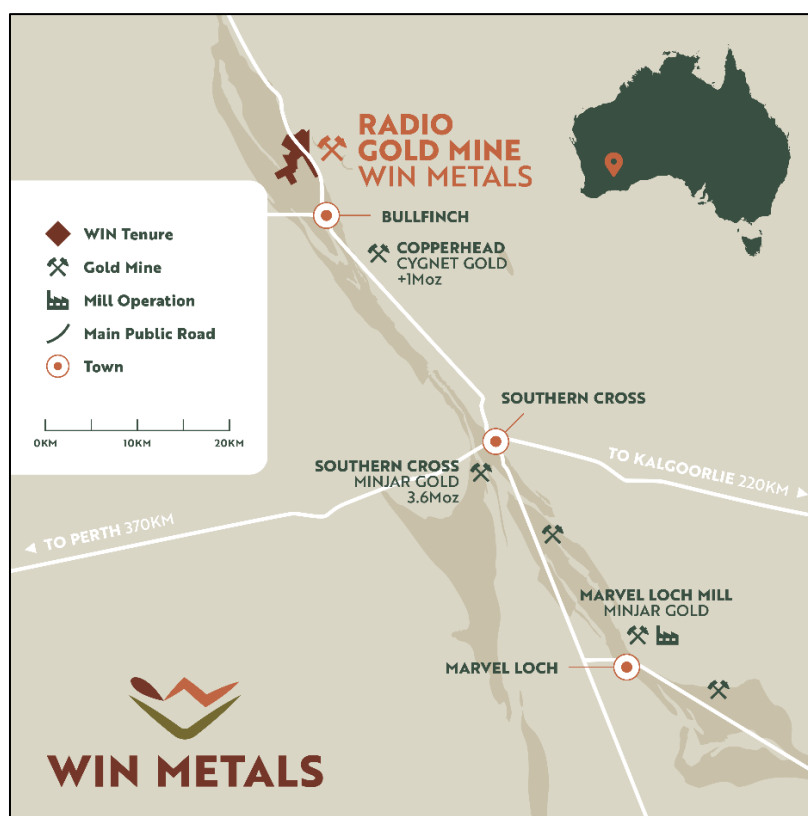 RADIO
GOLD MINE
WIN METALS
BULLFINCH
COPPERHEAD
CYGNET GOLD
+1Moz
WIN Tenure
Gold Mine
Mill Operation
Main Public Road
Town
0KM 10KM 20KM
SOUTHERN CROSS
SOUTHERN CROSS
MINJAR GOLD
3.6Moz
TO KALGOORLIE 220KM
TO PERTH 370KM
MARVEL LOCH MILL
MINJAR GOLD
MARVEL LOCH
WIN METALS